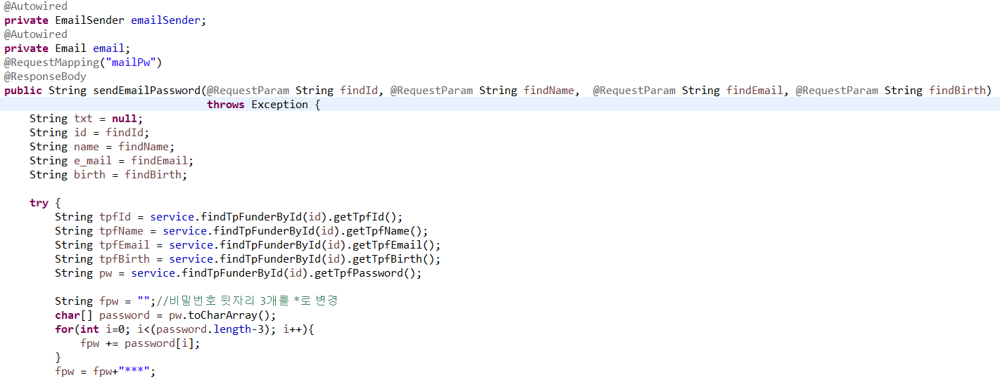 @Autowired
private EmailSender emailSender;
@Autowired
private Email email;
@RequestMapping("mailPw")
@ResponseBody
public String sendEmailPassword(@RequestParam String findId, @RequestParam String findName,  @RequestParam String findEmail, @RequestParam String findBirth)
                                throws Exception {
    String txt = null;
    String id = findId;
    String name = findName;
    String e_mail = findEmail;
    String birth = findBirth;

    try {
        String tpfId = service.findTpFunderById(id).getTpfId();
        String tpfName = service.findTpFunderById(id).getTpfName();
        String tpfEmail = service.findTpFunderById(id).getTpfEmail();
        String tpfBirth = service.findTpFunderById(id).getTpfBirth();
        String pw = service.findTpFunderById(id).getTpfPassword();

        String fpw = "";//비밀번호 뒷자리 3개를 *로 변경
        char[] password = pw.toCharArray();
        for(int i=0; i<(password.length-3); i++){
            fpw += password[i];
        }
        fpw = fpw+"***";